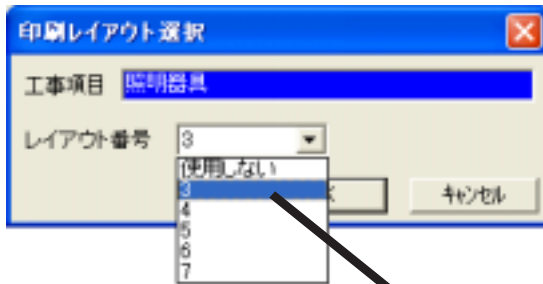 印刷レイアウト選択
工事項目 照明器具
レイアウト番号 3
使用しない
3
キャンセル
4
5
6
7